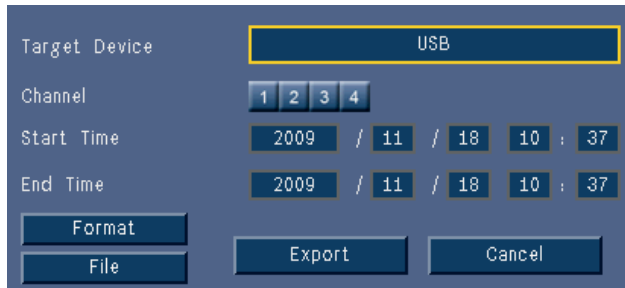 Target Device USB
Channel 1 2 3 4
Start Time 2009 / 11 / 18 10 : 37
End Time 2009 / 11 / 18 10 : 37
Format
Export Cancel
File